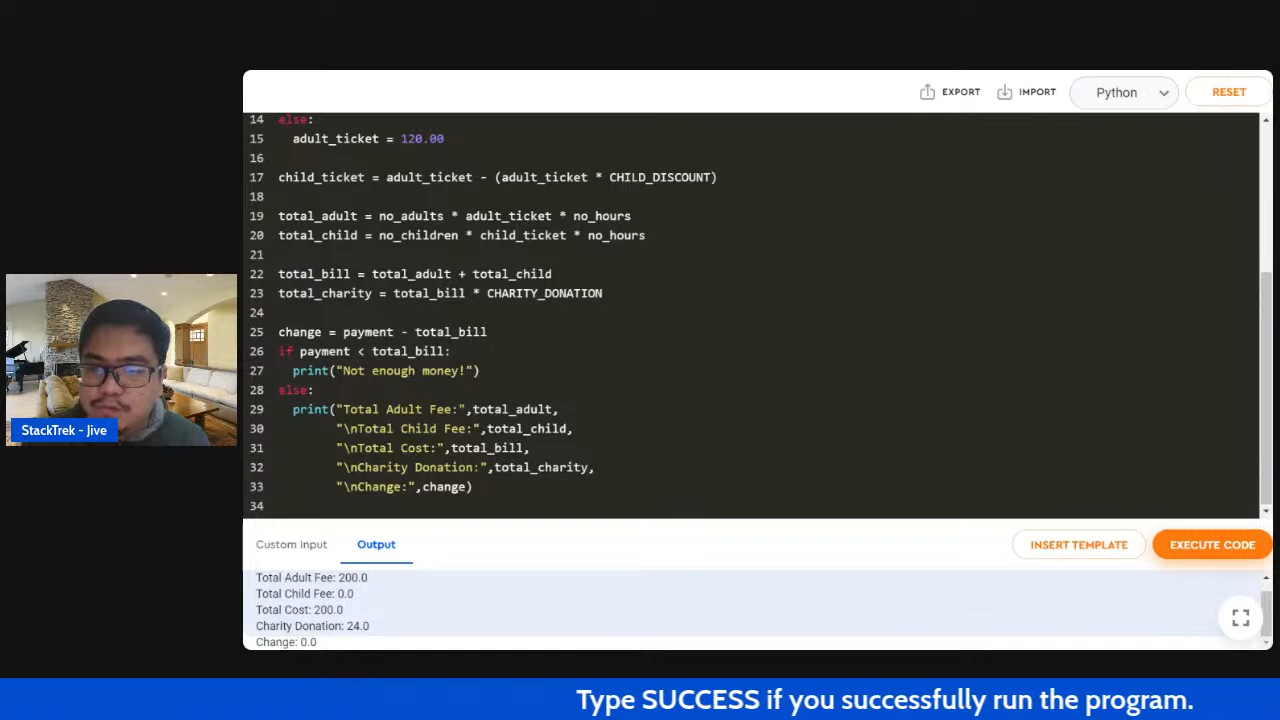 EXPORT IMPORT Python RESET
14 else:
15 adult_ticket = 120.00
16
17 child_ticket = adult_ticket - (adult_ticket * CHILD_DISCOUNT)
18
19 total_adult = no_adults * adult_ticket * no_hours
20 total_child = no_children * child_ticket * no_hours
21
22 total_bill = total_adult + total_child
23 total_charity = total_bill * CHARITY_DONATION
24
25 change = payment - total_bill
26 if payment < total_bill:
27 print("Not enough money!")
28 else:
29 print("Total Adult Fee:",total_adult,
30 "\nTotal Child Fee:",total_child,
31 "\nTotal Cost:",total_bill,
32 "\nCharity Donation:",total_charity,
33 "\nChange:",change)
34
StackTrek - Jive
Custom Input Output INSERT TEMPLATE EXECUTE CODE
Total Adult Fee: 200.0
Total Child Fee: 0.0
Total Cost: 200.0
Charity Donation: 24.0
Change: 0.0
Type SUCCESS if you successfully run the program.